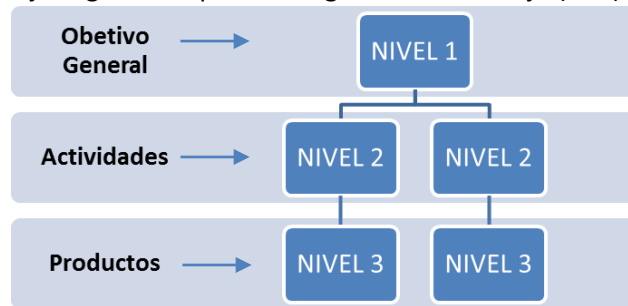 Obetivo
General
NIVEL 1
Actividades
NIVEL 2
NIVEL 2
Productos
NIVEL 3
NIVEL 3